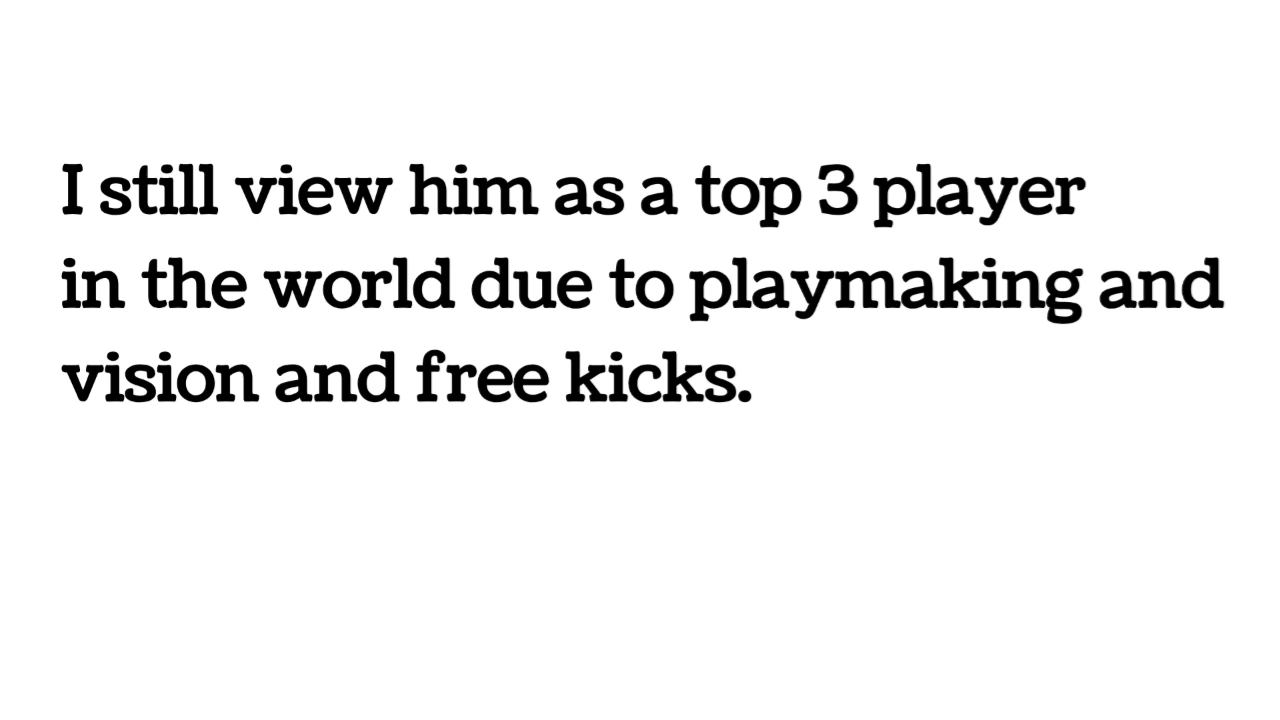 I still view him as a top 3 player
in the world due to playmaking and
vision and free kicks.